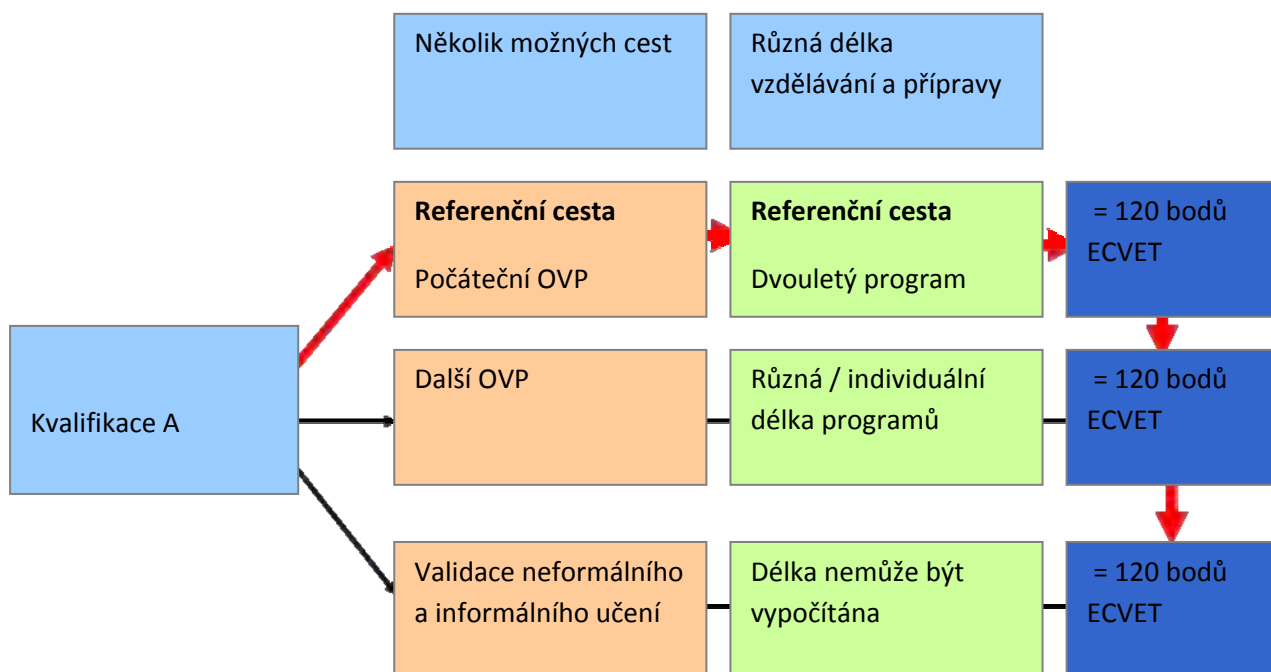 Několik možných cest
Různá délka
vzdělávání a přípravy
Referenční cesta
Počáteční OVP
Referenční cesta
Dvouletý program
= 120 bodů
ECVET
Kvalifikace A
Další OVP
Různá / individuální
délka programů
= 120 bodů
ECVET
Validace neformálního
a informálního učení
Délka nemůže být
vypočítána
= 120 bodů
ECVET